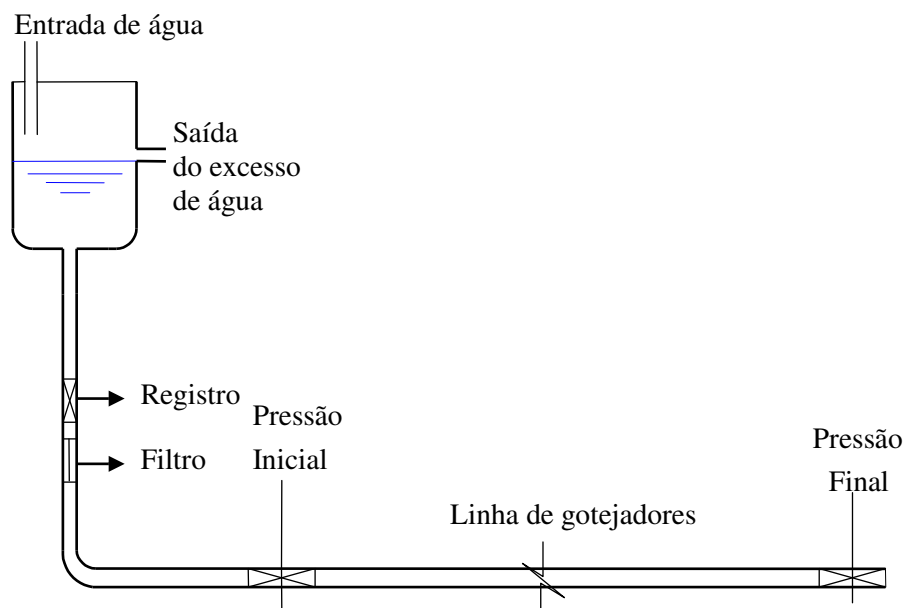 Entrada de água
Saída
do excesso
de água
Registro
Filtro
Pressão
Inicial
Linha de gotejadores
Pressão
Final